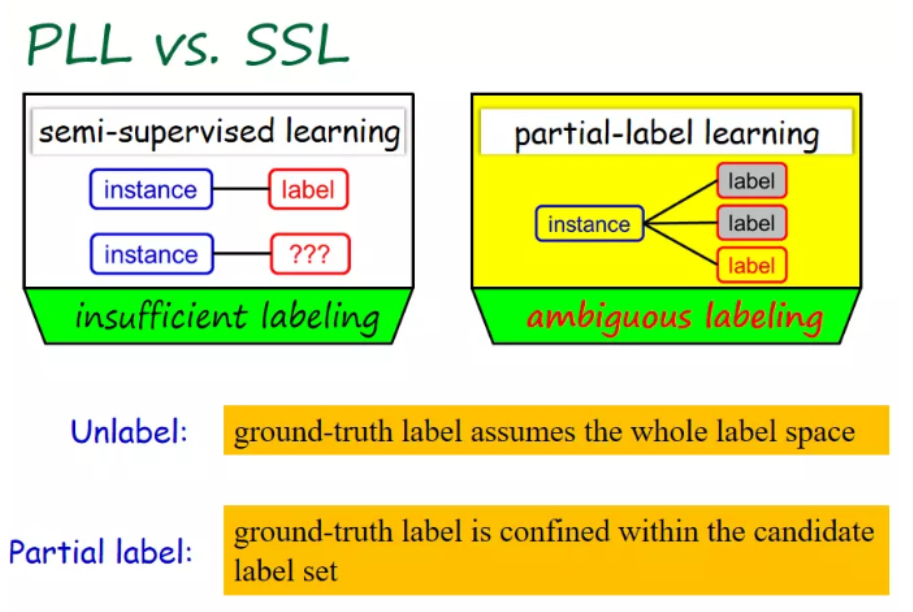 PLL vs. SSL
semi-supervised learning
instance label
instance ???
insufficient labeling
partial-label learning
label
instance label
label
ambiguous labeling
Unlabel: ground-truth label assumes the whole label space
Partial label: ground-truth label is confined within the candidate
label set